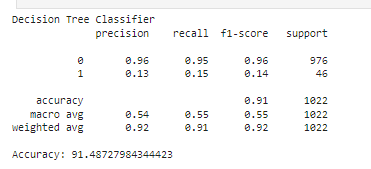 Decision Tree Classifier
precision recall f1-score support
0 0.96 0.95 0.96 976
1 0.13 0.15 0.14 46
accuracy 0.91 1022
macro avg 0.54 0.55 0.55 1022
weighted avg 0.92 0.91 0.92 1022
Accuracy: 91.48727984344423